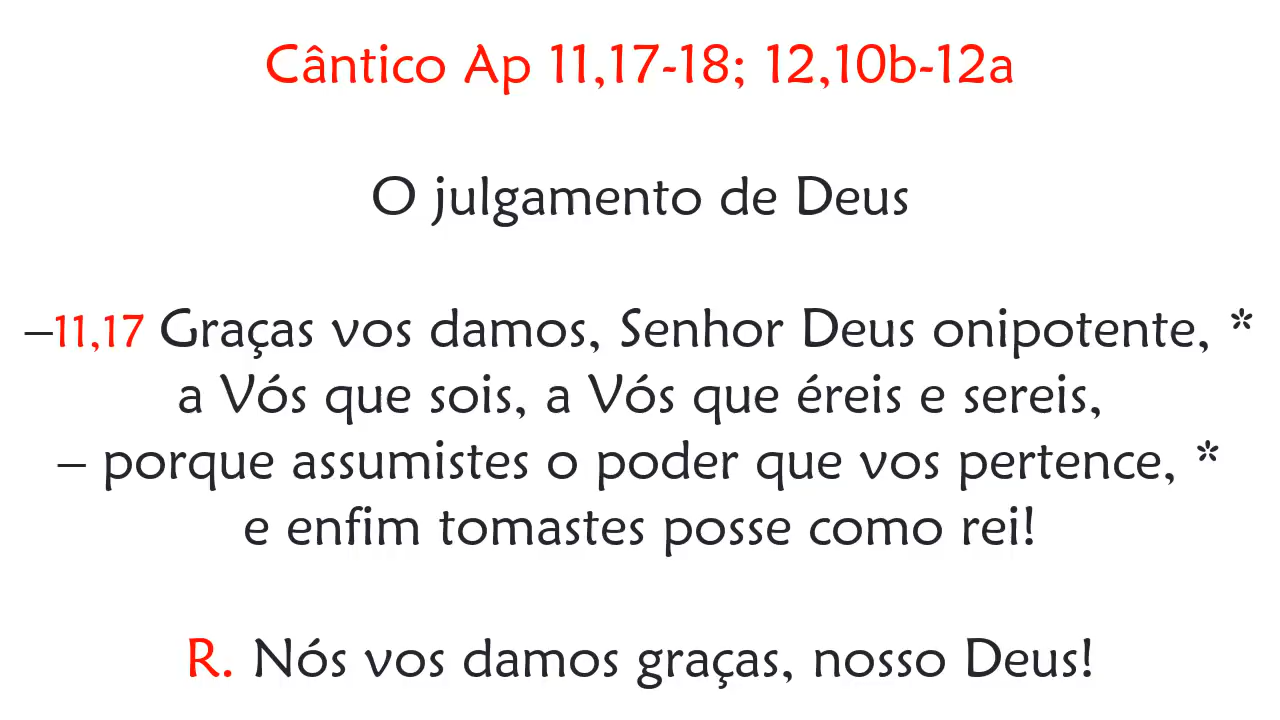 Cântico Ap 11,17-18; 12,10b-12a
O julgamento de Deus
–11,17 Graças vos damos, Senhor Deus onipotente, *
a Vós que sois, a Vós que éreis e sereis,
– porque assumistes o poder que vos pertence, *
e enfim tomastes posse como rei!
R. Nós vos damos graças, nosso Deus!